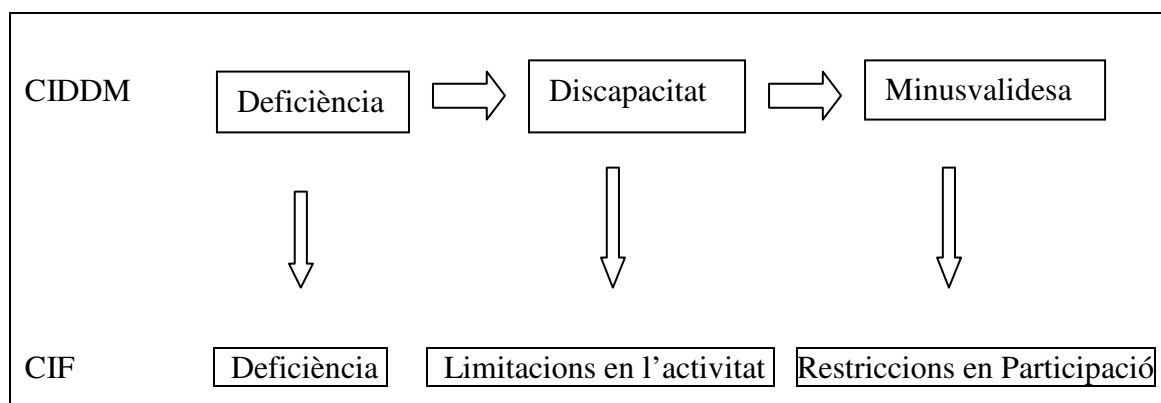 CIDDM Deficiència Discapacitat Minusvalidesa
CIF Deficiència Limitacions en l’activitat Restriccions en Participació